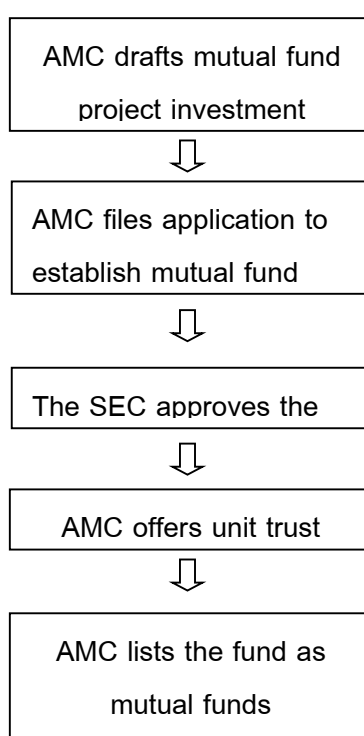 AMC drafts mutual fund
project investment
AMC files application to
establish mutual fund
The SEC approves the
AMC offers unit trust
AMC lists the fund as
mutual funds